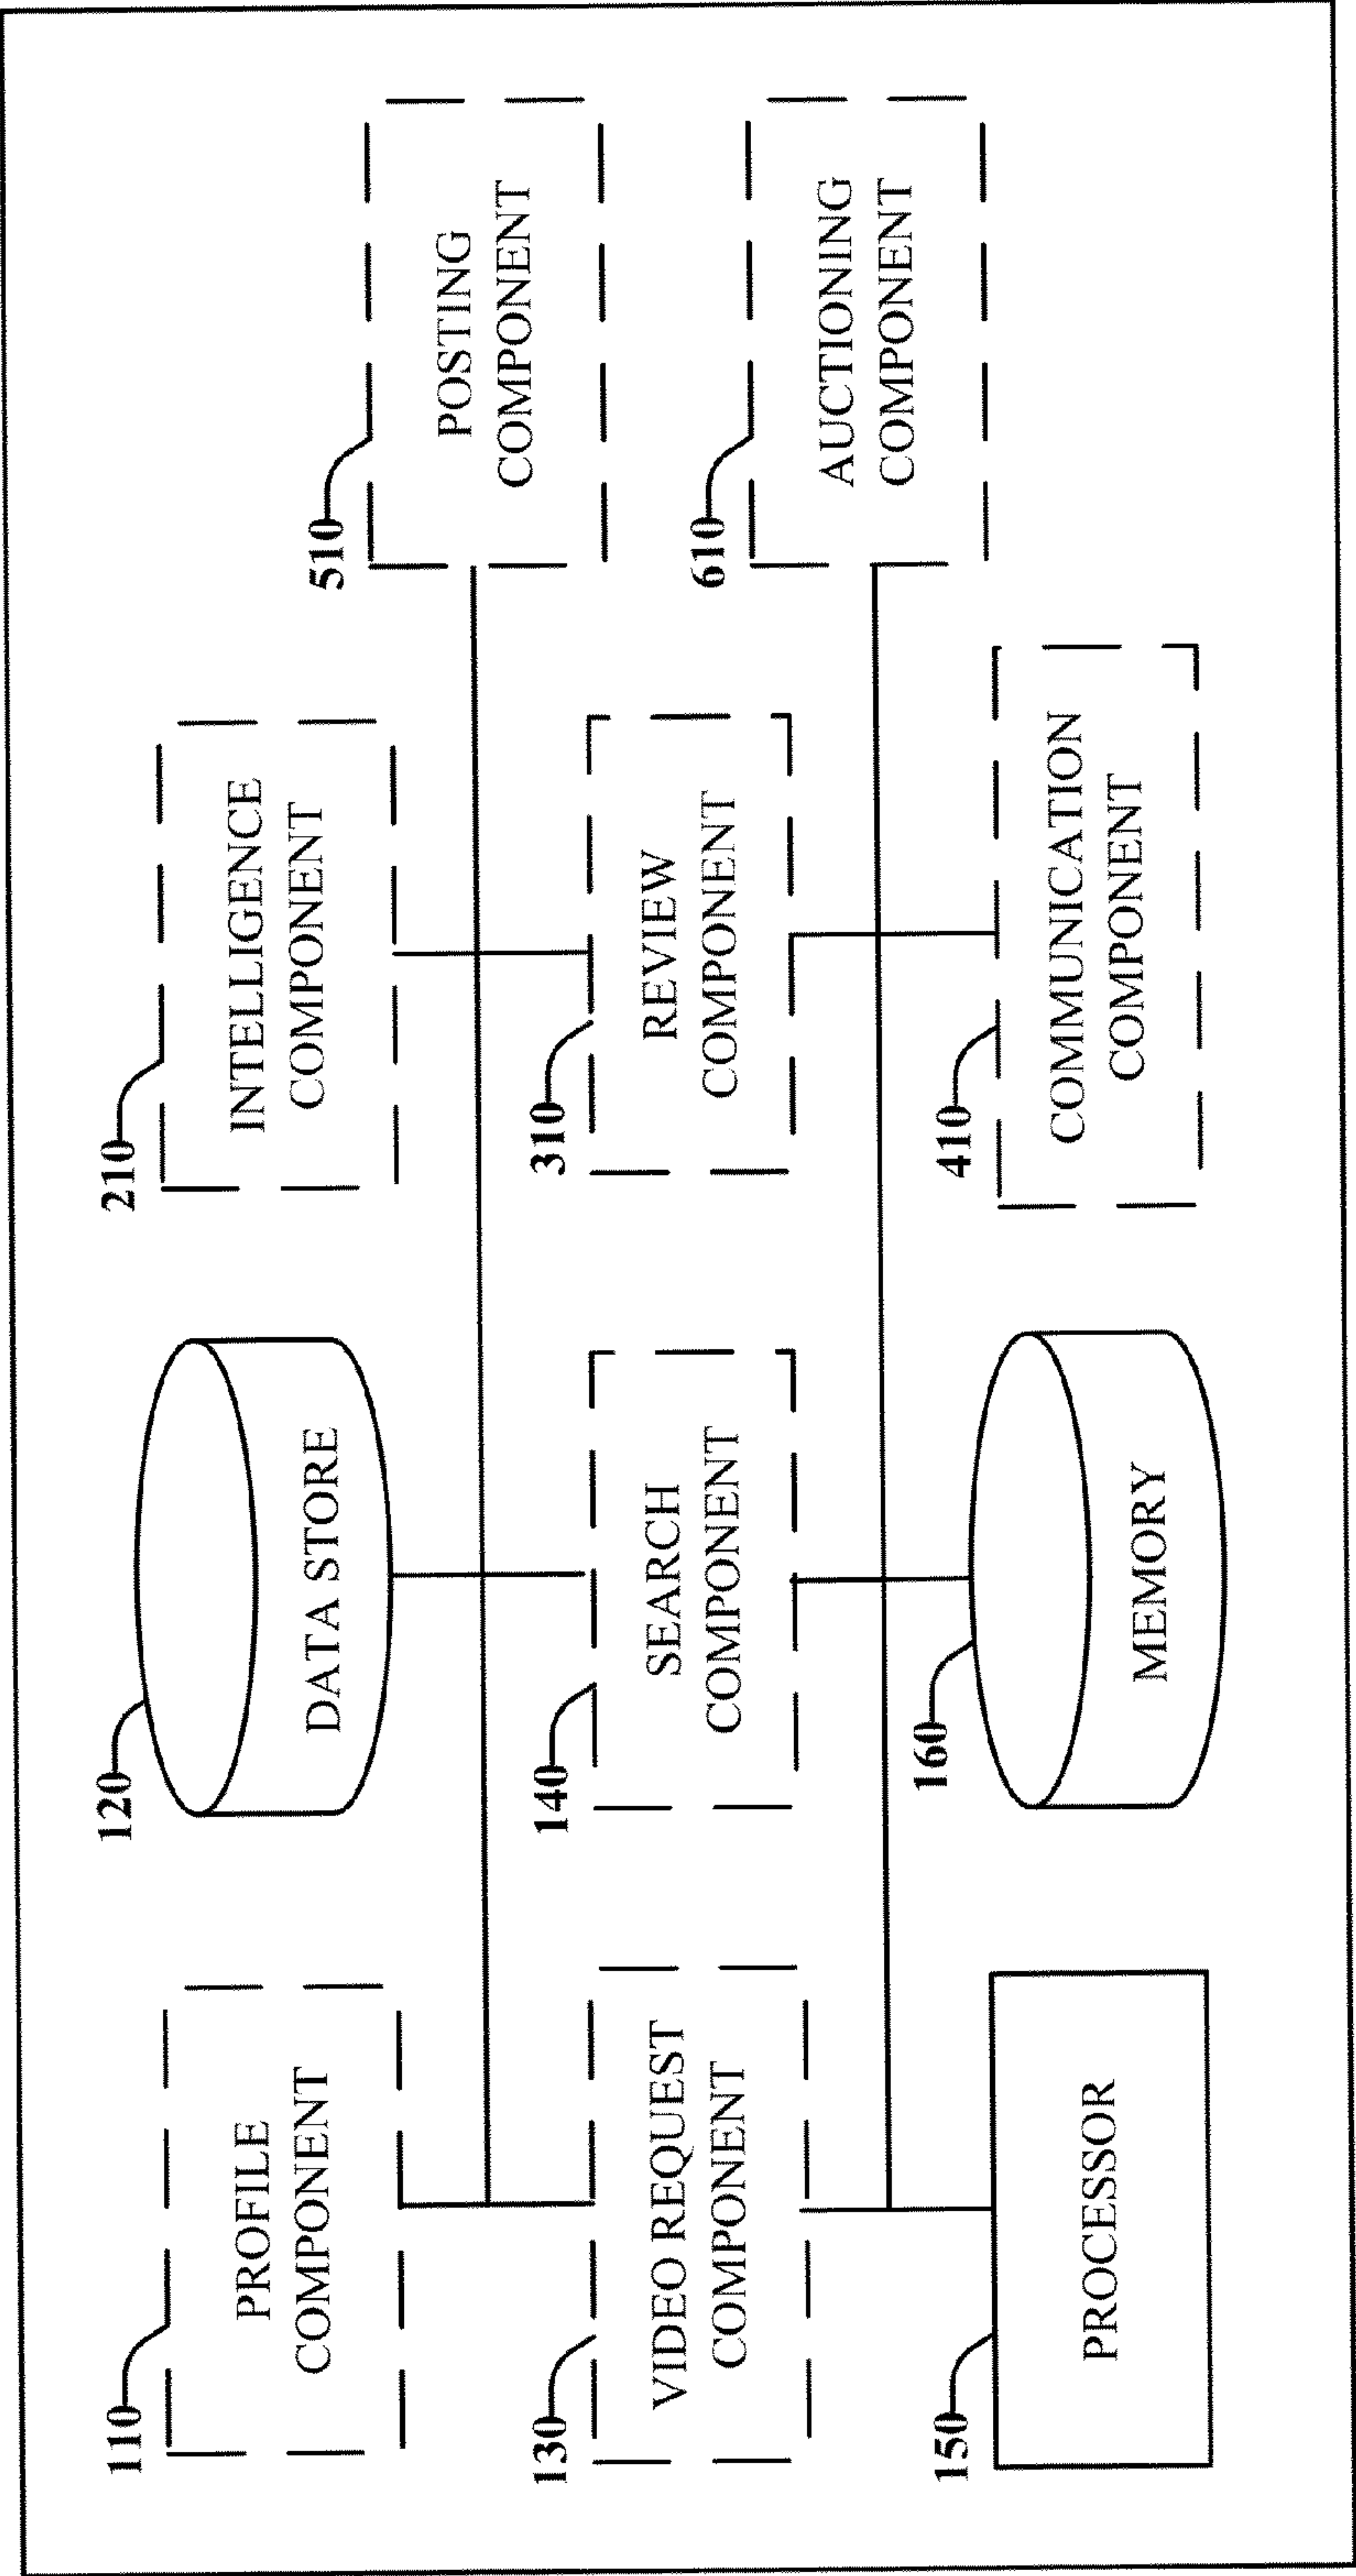 110
PROFILE
COMPONENT
120
DATA STORE
210
INTELLIGENCE
COMPONENT
510
POSTING
COMPONENT
130
VIDEO REQUEST
COMPONENT
140
SEARCH
COMPONENT
310
REVIEW
COMPONENT
610
AUCTIONING
COMPONENT
150
PROCESSOR
160
MEMORY
410
COMMUNICATION
COMPONENT